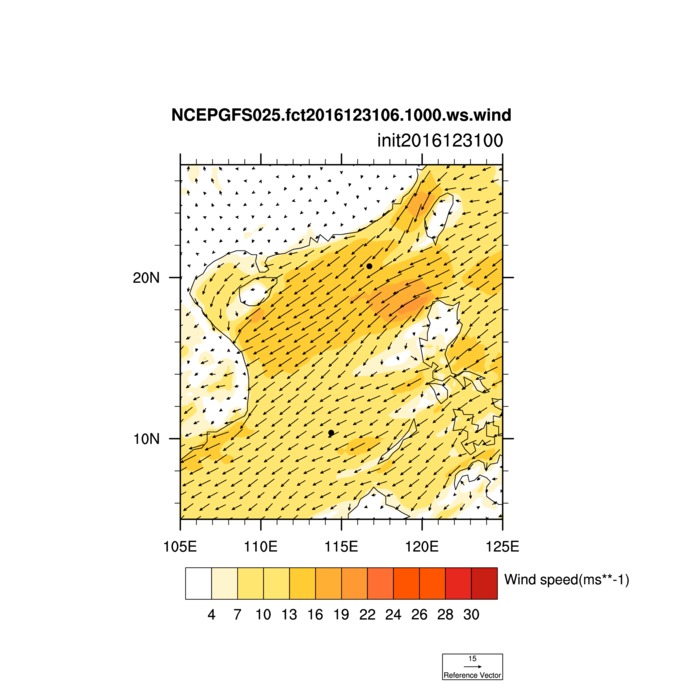 NCEPGFS025.fct2016123106.1000.ws.wind
init2016123100
20N
10N
105E 110E 115E 120E 125E
Wind speed(ms**-1)
4 7 10 13 16 19 22 24 26 28 30
15
Reference Vector